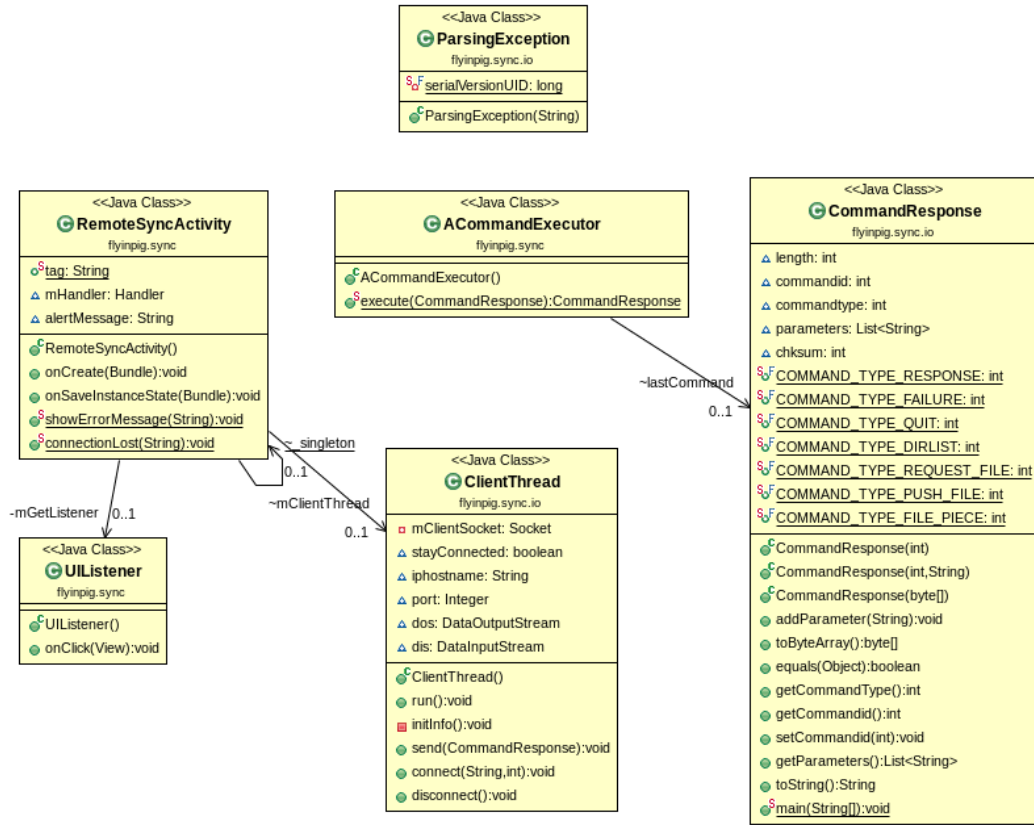 <<Java Class>>
ParsingException
flyinpig.sync.io
serialVersionUID: long
ParsingException(String)
<<Java Class>>
RemoteSyncActivity
flyinpig.sync
tag: String
mHandler: Handler
alertMessage: String
RemoteSyncActivity()
onCreate(Bundle):void
onSaveInstanceState(Bundle):void
showErrorMessage(String):void
connectionLost(String):void
<<Java Class>>
ACommandExecutor
flyinpig.sync
ACommandExecutor()
execute(CommandResponse):CommandResponse
<<Java Class>>
CommandResponse
flyinpig.sync.io
length: int
commandid: int
commandtype: int
parameters: List<String>
chksum: int
COMMAND_TYPE_RESPONSE: int
COMMAND_TYPE_FAILURE: int
COMMAND_TYPE_QUIT: int
COMMAND_TYPE_DIRLIST: int
COMMAND_TYPE_REQUEST_FILE: int
COMMAND_TYPE_PUSH_FILE: int
COMMAND_TYPE_FILE_PIECE: int
CommandResponse(int)
CommandResponse(int,String)
CommandResponse(byte[])
addParameter(String):void
toByteArray():byte[]
equals(Object):boolean
getCommandType():int
getCommandid():int
setCommandid(int):void
getParameters():List<String>
toString():String
main(String[]):void
~lastCommand
0..1
~_singleton
0..1
~mClientThread
0..1
-mGetListener
0..1
<<Java Class>>
UIListener
flyinpig.sync
UIListener()
onClick(View):void
<<Java Class>>
ClientThread
flyinpig.sync
mClientSocket: Socket
stayConnected: boolean
iphostname: String
port: Integer
dos: DataOutputStream
dis: DataInputStream
ClientThread()
run():void
initInfo():void
send(CommandResponse):void
connect(String,int):void
disconnect():void